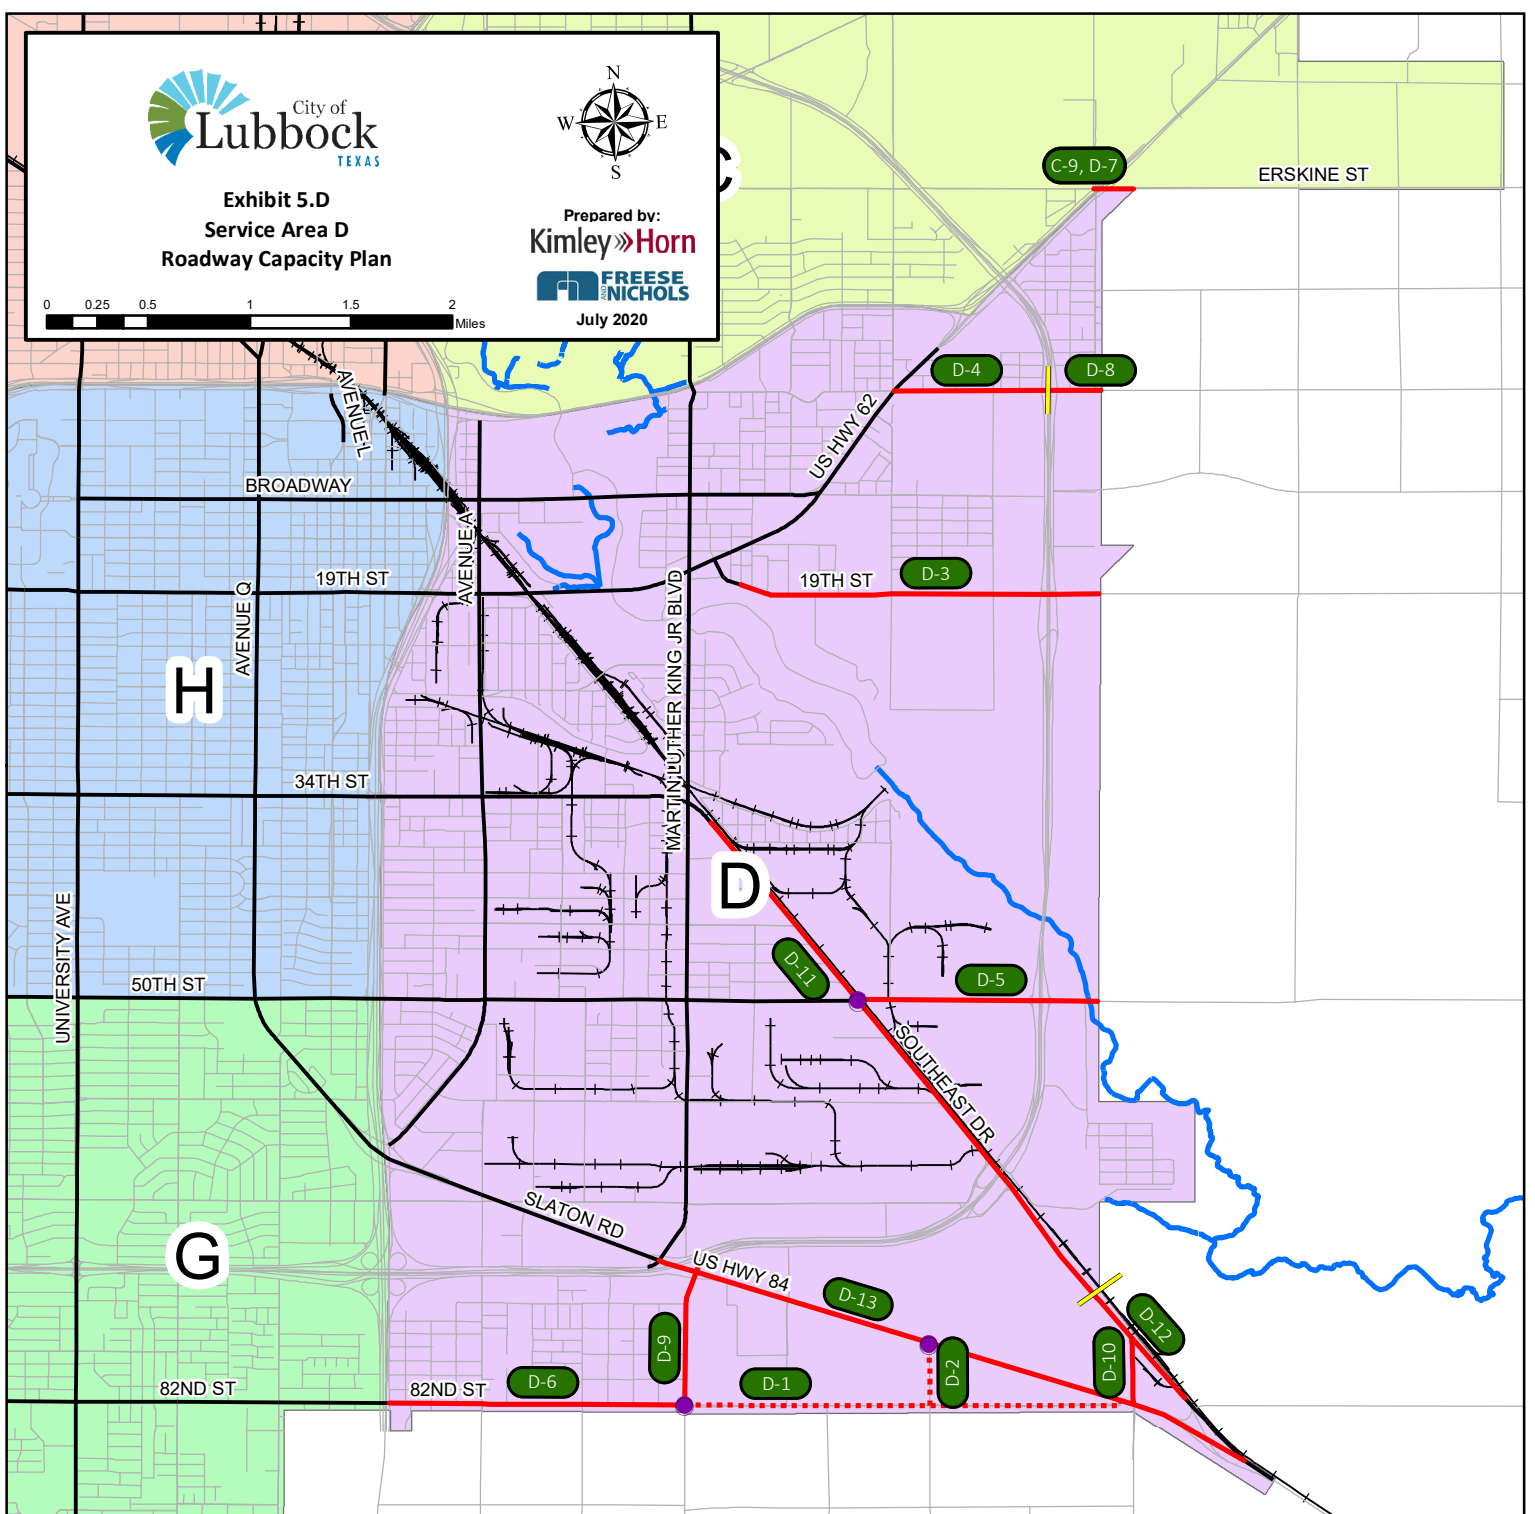 City of
Lubbock
TEXAS
Exhibit 5.D
Service Area D
Roadway Capacity Plan
0 0.25 0.5 1 1.5 2
Miles
N
W E
S
Prepared by:
Kimley»Horn
FREESE
AND
NICHOLS
July 2020
C
C-9, D-7
ERSKINE ST
D-4
D-8
AVENUE L
US HWY 62
BROADWAY
AVENUE A
19TH ST
19TH ST
D-3
AVENUE Q
MARTIN LUTHER KING JR BLVD
H
34TH ST
D
UNIVERSITY AVE
50TH ST
D-11
D-5
SOUTHEAST DR
SLATON RD
G
US HWY 84
D-13
D-12
D-9
D-2
D-10
82ND ST
82ND ST
D-6
D-1